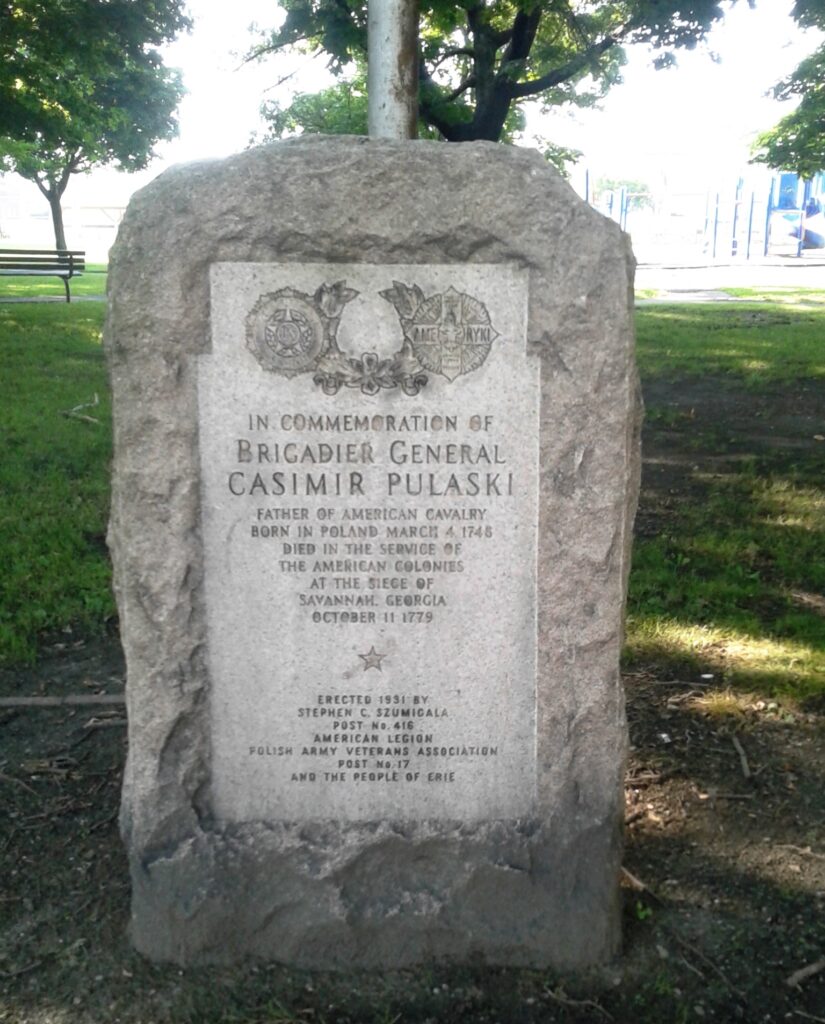 AMERYKI
IN COMMEMORATION OF
BRIGADIER GENERAL
CASIMIR PULASKI
FATHER OF AMERICAN CAVALRY
BORN IN POLAND MARCH 4 1748
DIED IN THE SERVICE OF
THE AMERICAN COLONIES
AT THE SIEGE OF
SAVANNAH, GEORGIA
OCTOBER 11 1779
ERECTED 1931 BY
STEPHEN C. SZUMIGALA
POST No. 416
AMERICAN LEGION
POLISH ARMY VETERANS ASSOCIATION
POST No. 17
AND THE PEOPLE OF ERIE